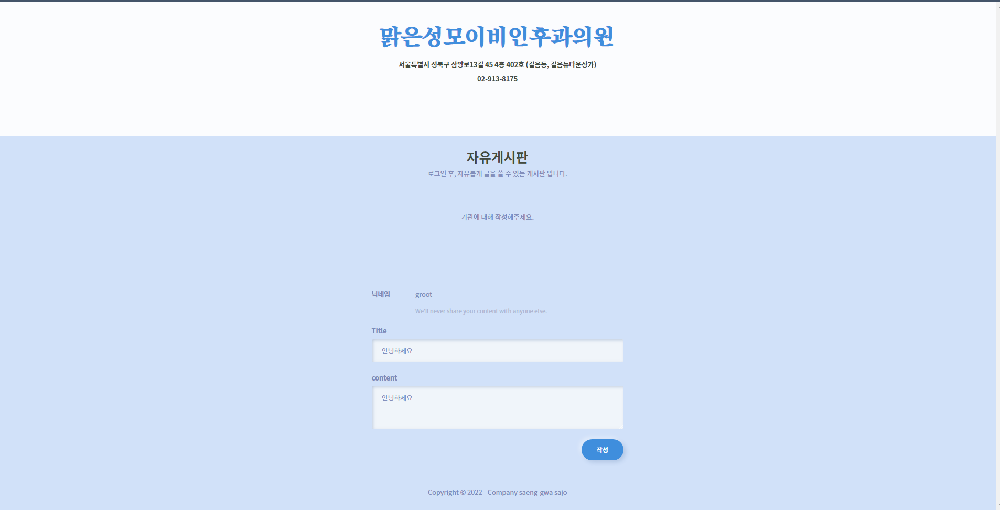 맑은성모이비인후과의원
서울특별시 성북구 삼양로13길 45 4층 402호 (길음동, 길음뉴타운상가)
02-913-8175
자유게시판
로그인 후, 자유롭게 글을 쓸 수 있는 게시판 입니다.
기관에 대해 작성해주세요.
닉네임 groot
We'll never share your content with anyone else.
TItle
안녕하세요
content
안녕하세요
작성
Copyright © 2022 - Company saeng-gwa sajo